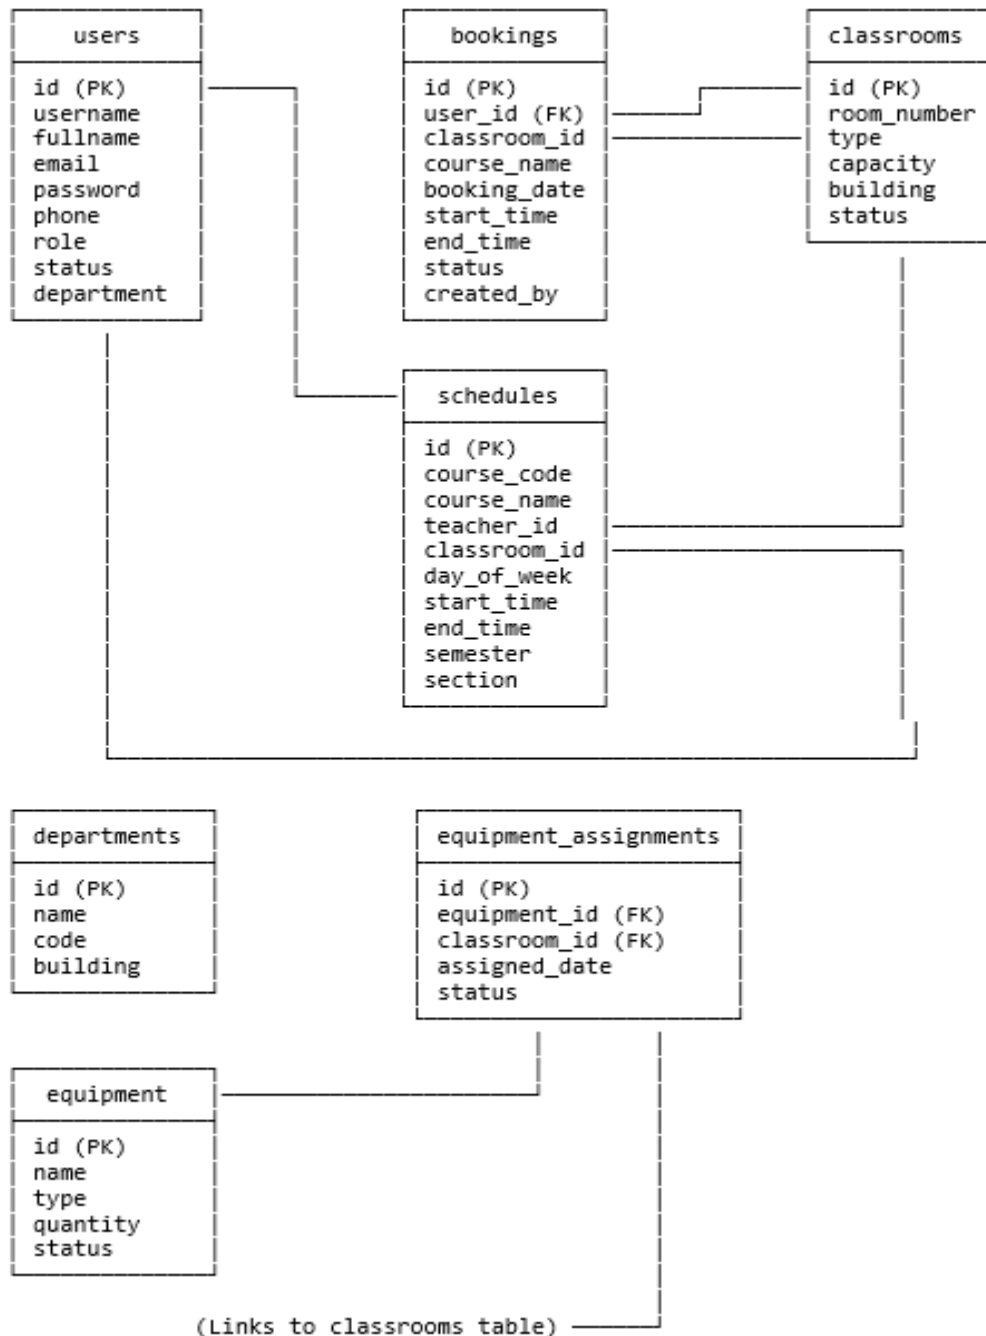 users
id (PK)
username
fullname
email
password
phone
role
status
department
bookings
id (PK)
user_id (FK)
classroom_id
course_name
booking_date
start_time
end_time
status
created_by
classrooms
id (PK)
room_number
type
capacity
building
status
schedules
id (PK)
course_code
course_name
teacher_id
classroom_id
day_of_week
start_time
end_time
semester
section
departments
id (PK)
name
code
building
equipment_assignments
id (PK)
equipment_id (FK)
classroom_id (FK)
assigned_date
status
equipment
id (PK)
name
type
quantity
status
(Links to classrooms table)